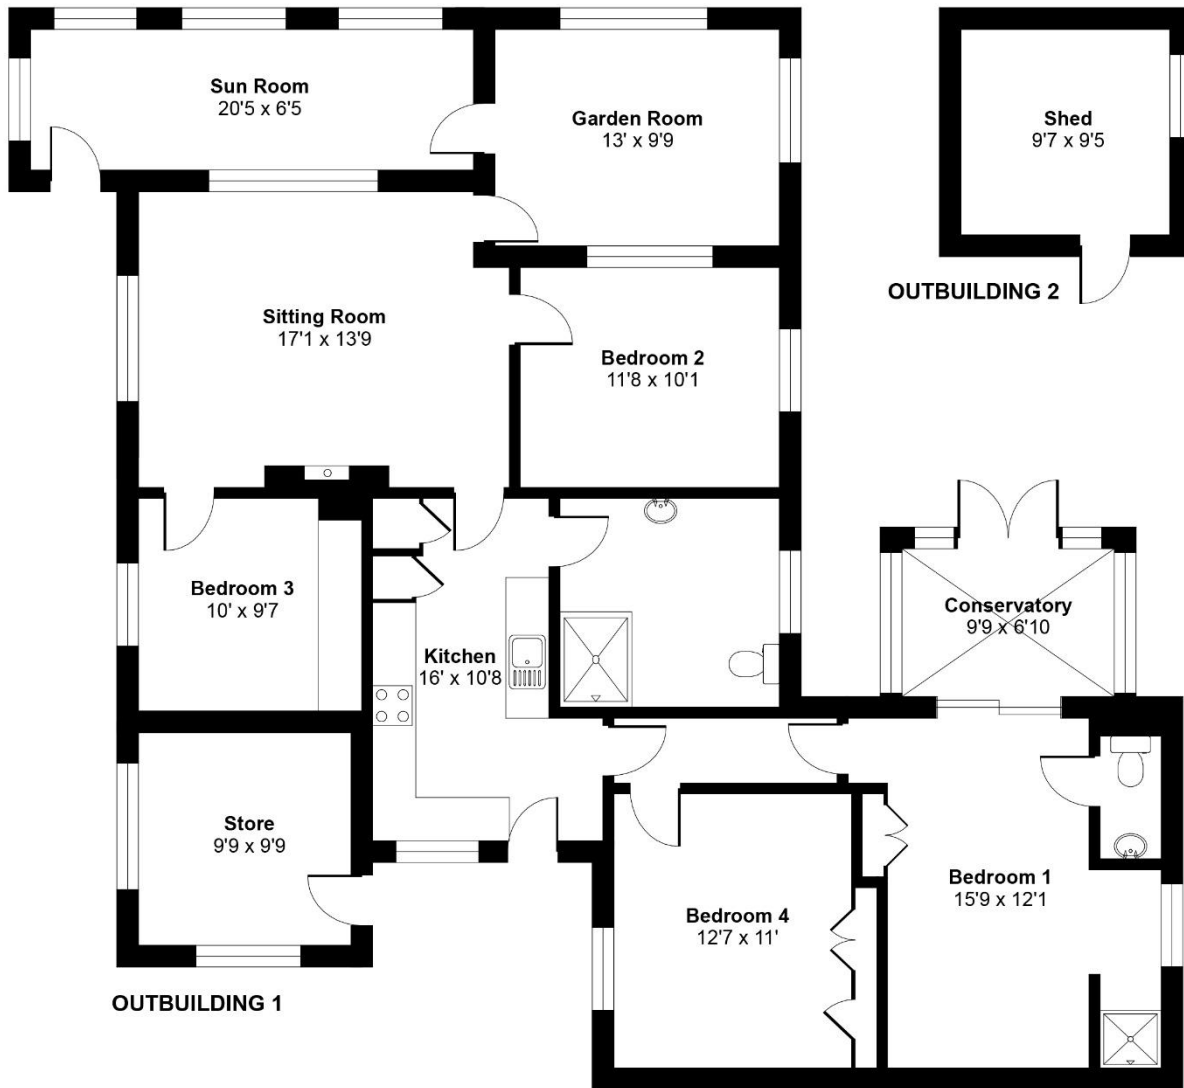 Sun Room
20'5 x 6'5
Garden Room
13' x 9'9
Shed
9'7 x 9'5
OUTBUILDING 2
Sitting Room
17'1 x 13'9
Bedroom 2
11'8 x 10'1
Bedroom 3
10' x 9'7
Kitchen
16' x 10'8
Conservatory
9'9 x 6'10
Store
9'9 x 9'9
Bedroom 4
12'7 x 11'
Bedroom 1
15'9 x 12'1
OUTBUILDING 1